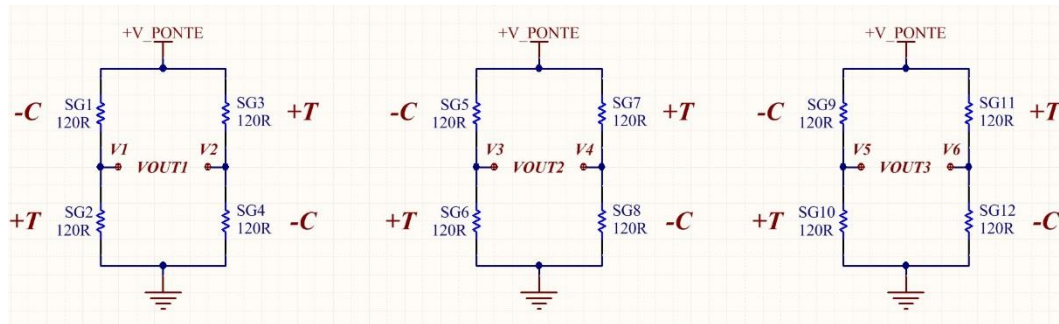 +V_PONTE
-C SG1 120R SG3 120R +T
V1 VOUT1 V2
+T SG2 120R SG4 120R -C
+V_PONTE
-C SG5 120R SG7 120R +T
V3 VOUT2 V4
+T SG6 120R SG8 120R -C
+V_PONTE
-C SG9 120R SG11 120R +T
V5 VOUT3 V6
+T SG10 120R SG12 120R -C